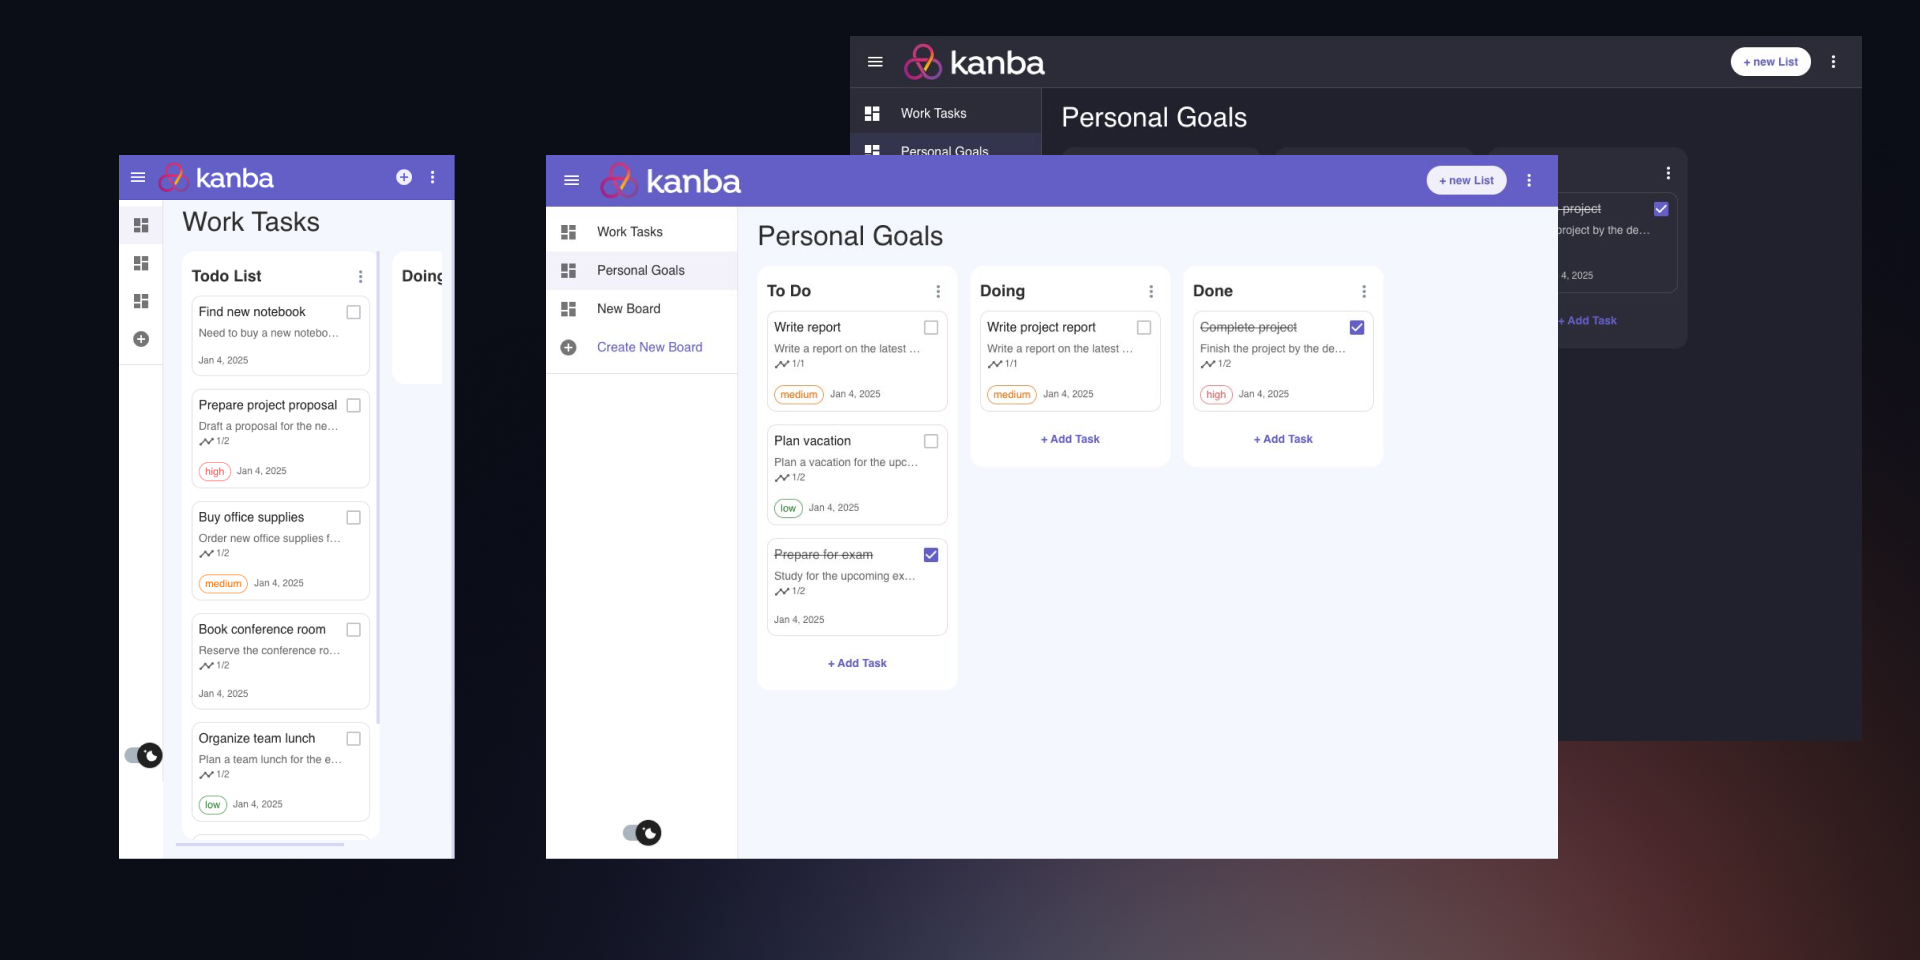 kanba
+ new List
Work Tasks
Personal Goals
Personal Goals
project
project by the de...
4, 2025
+ Add Task
kanba
Work Tasks
Todo List
Doing
Find new notebook
Need to buy a new notebo...
Jan 4, 2025
Prepare project proposal
Draft a proposal for the ne...
1/2
high Jan 4, 2025
Buy office supplies
Order new office supplies f...
1/2
medium Jan 4, 2025
Book conference room
Reserve the conference ro...
1/2
Jan 4, 2025
Organize team lunch
Plan a team lunch for the e...
1/2
low Jan 4, 2025
kanba
+ new List
Work Tasks
Personal Goals
New Board
Create New Board
Personal Goals
To Do
Write report
Write a report on the latest ...
1/1
medium Jan 4, 2025
Plan vacation
Plan a vacation for the upc...
1/2
low Jan 4, 2025
Prepare for exam
Study for the upcoming ex...
1/2
Jan 4, 2025
+ Add Task
Doing
Write project report
Write a report on the latest ...
1/1
medium Jan 4, 2025
+ Add Task
Done
Complete project
Finish the project by the de...
1/2
high Jan 4, 2025
+ Add Task